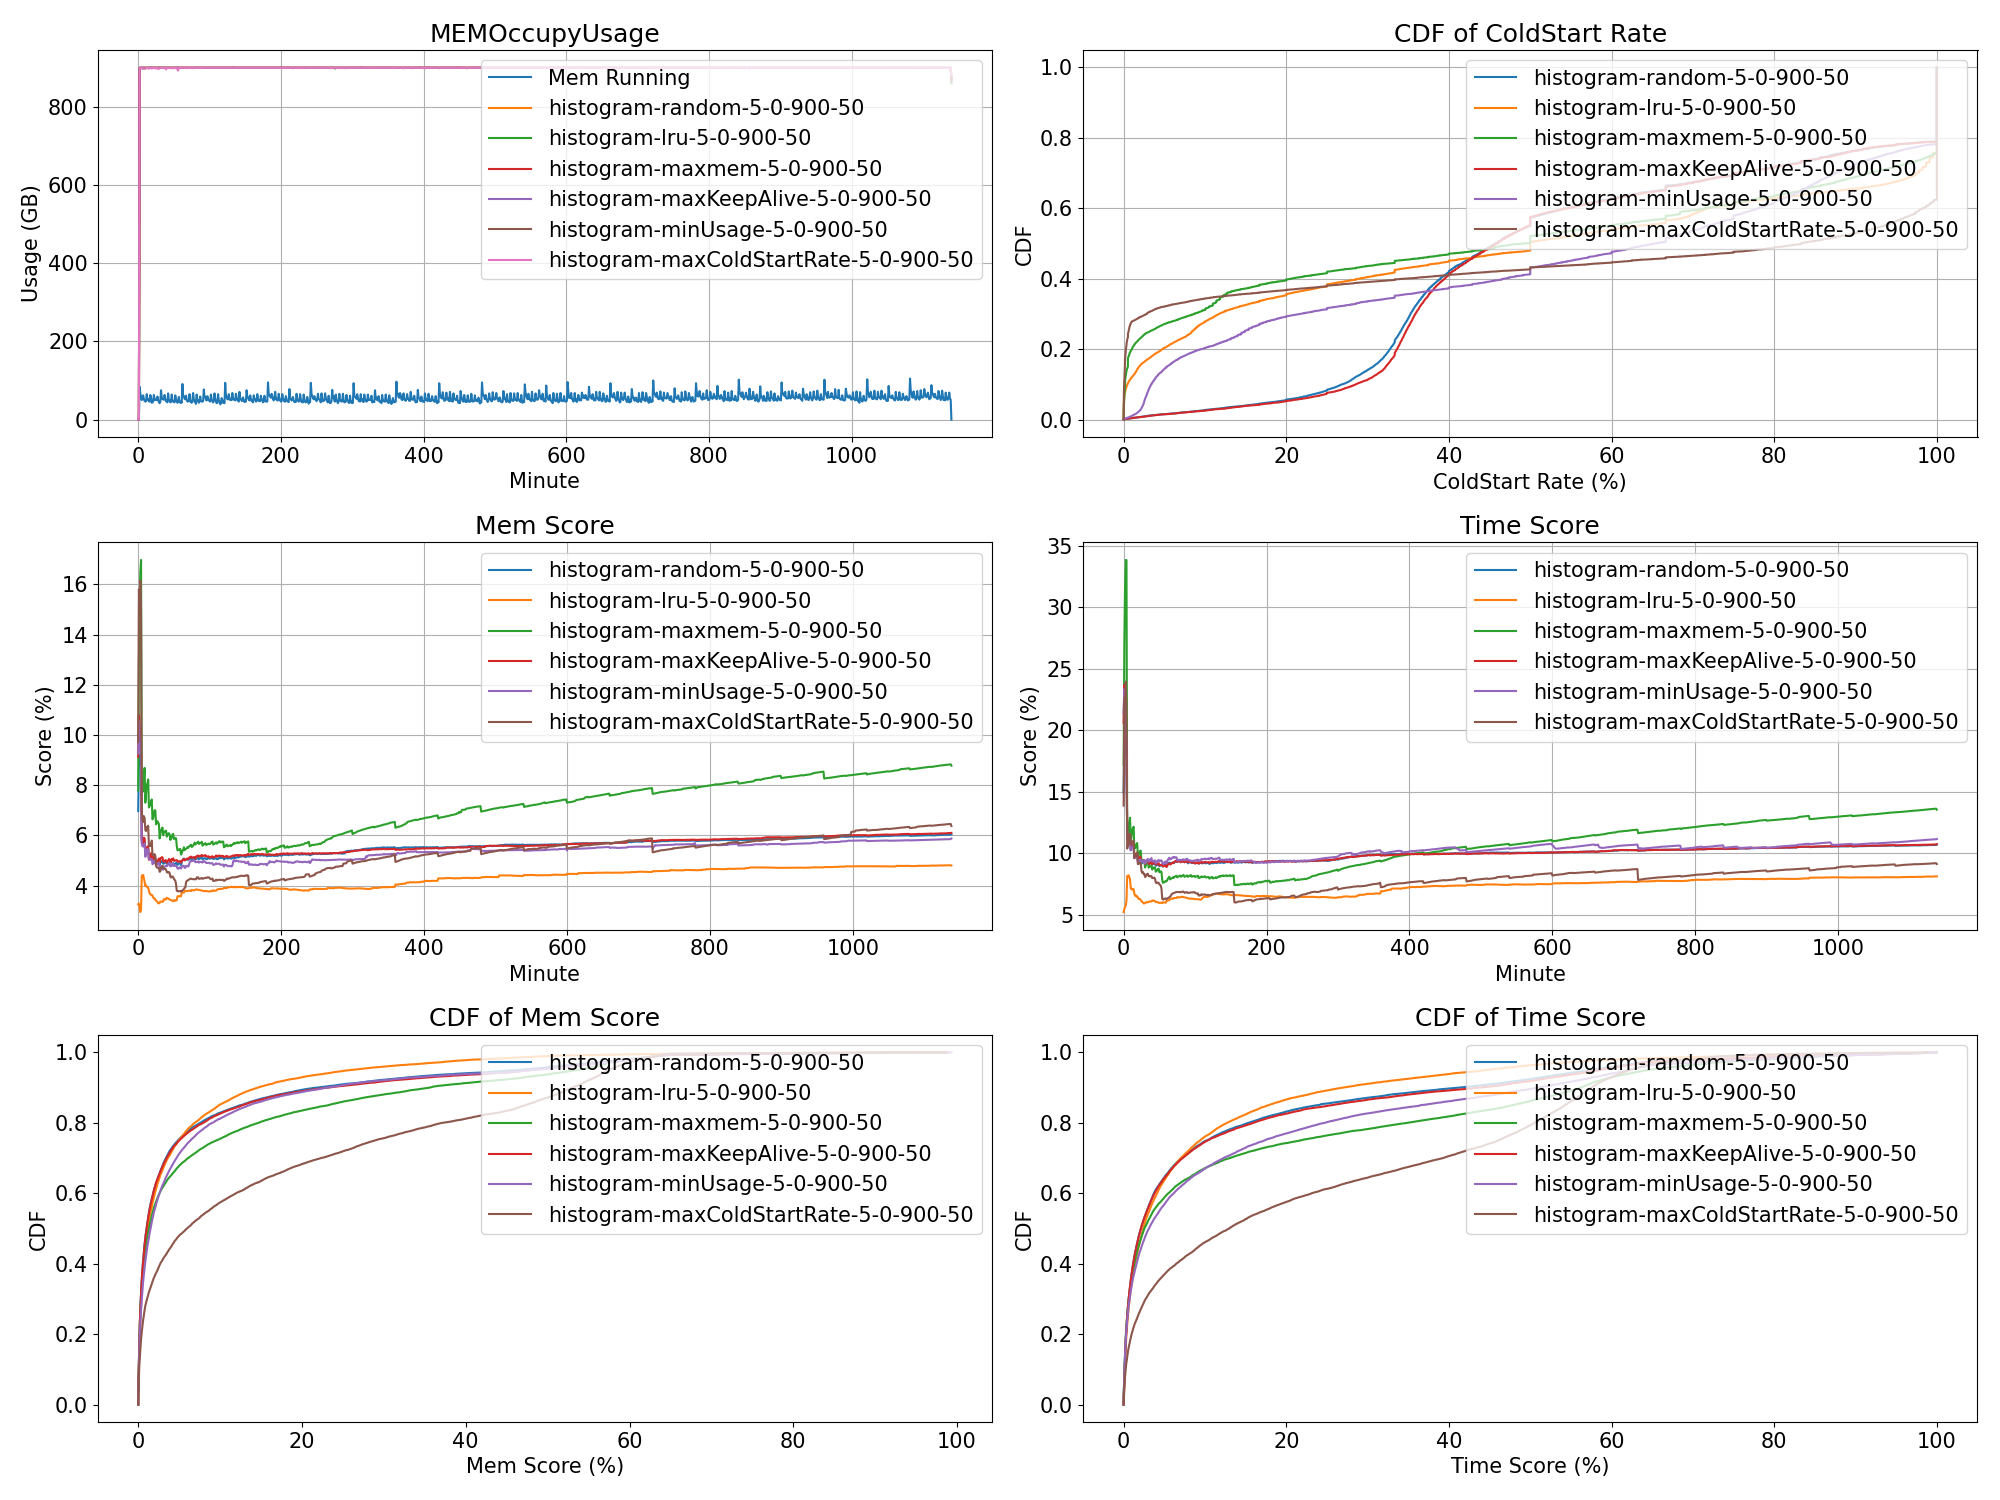 MEMOccupyUsage
Usage (GB)
800
600
400
200
0
Mem Running
histogram-random-5-0-900-50
histogram-lru-5-0-900-50
histogram-maxmem-5-0-900-50
histogram-maxKeepAlive-5-0-900-50
histogram-minUsage-5-0-900-50
histogram-maxColdStartRate-5-0-900-50
0 200 400 600 800 1000
Minute
CDF of ColdStart Rate
CDF
1.0
0.8
0.6
0.4
0.2
0.0
histogram-random-5-0-900-50
histogram-lru-5-0-900-50
histogram-maxmem-5-0-900-50
histogram-maxKeepAlive-5-0-900-50
histogram-minUsage-5-0-900-50
histogram-maxColdStartRate-5-0-900-50
0 20 40 60 80 100
ColdStart Rate (%)
Mem Score
Score (%)
16
14
12
10
8
6
4
histogram-random-5-0-900-50
histogram-lru-5-0-900-50
histogram-maxmem-5-0-900-50
histogram-maxKeepAlive-5-0-900-50
histogram-minUsage-5-0-900-50
histogram-maxColdStartRate-5-0-900-50
0 200 400 600 800 1000
Minute
Time Score
Score (%)
35
30
25
20
15
10
5
histogram-random-5-0-900-50
histogram-lru-5-0-900-50
histogram-maxmem-5-0-900-50
histogram-maxKeepAlive-5-0-900-50
histogram-minUsage-5-0-900-50
histogram-maxColdStartRate-5-0-900-50
0 200 400 600 800 1000
Minute
CDF of Mem Score
CDF
1.0
0.8
0.6
0.4
0.2
0.0
histogram-random-5-0-900-50
histogram-lru-5-0-900-50
histogram-maxmem-5-0-900-50
histogram-maxKeepAlive-5-0-900-50
histogram-minUsage-5-0-900-50
histogram-maxColdStartRate-5-0-900-50
0 20 40 60 80 100
Mem Score (%)
CDF of Time Score
CDF
1.0
0.8
0.6
0.4
0.2
0.0
histogram-random-5-0-900-50
histogram-lru-5-0-900-50
histogram-maxmem-5-0-900-50
histogram-maxKeepAlive-5-0-900-50
histogram-minUsage-5-0-900-50
histogram-maxColdStartRate-5-0-900-50
0 20 40 60 80 100
Time Score (%)